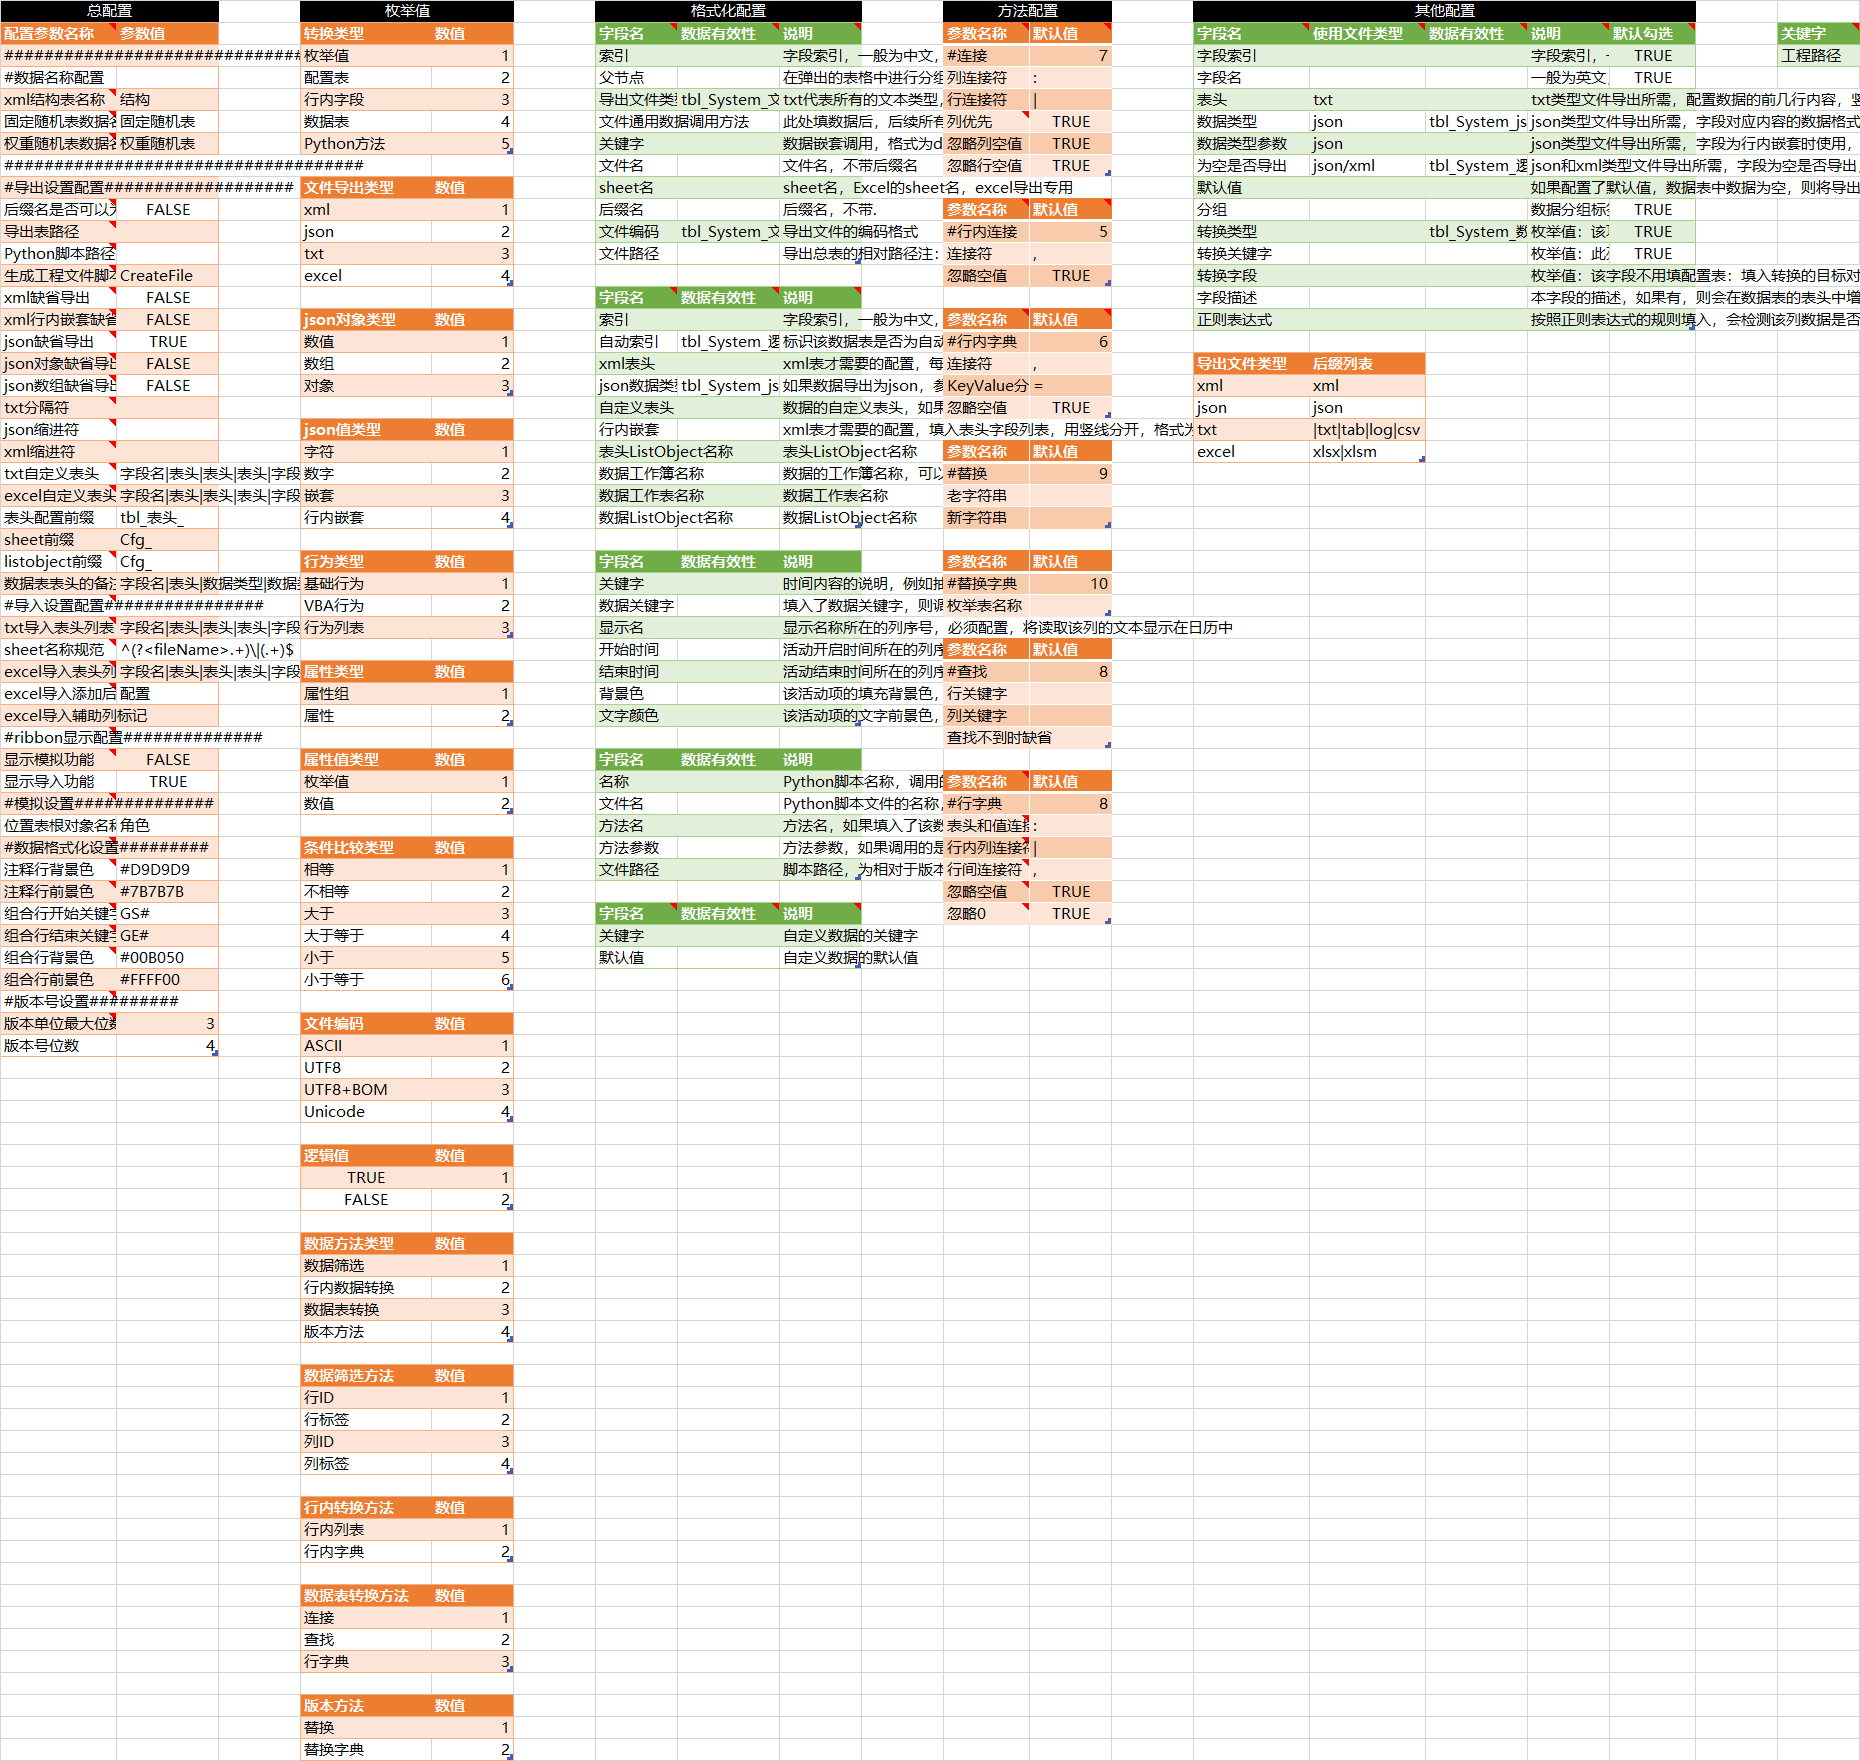 总配置
配置参数名称 参数值
##############################
#数据名称配置
xml结构表名称 结构
固定随机表数据 固定随机表
权重随机表数据 权重随机表
####################################
#导出设置配置###################
后缀名是否可以为 FALSE
导出表路径
Python脚本路径
生成工程文件脚本 CreateFile
xml缺省导出 FALSE
xml行内嵌套缺省 FALSE
json缺省导出 TRUE
json对象缺省导出 FALSE
json数组缺省导出 FALSE
txt分隔符
json缩进符
xml缩进符
txt自定义表头 字段名|表头|表头|表头|字段
excel自定义表头 字段名|表头|表头|表头|字段
表头配置前缀 tbl_表头_
sheet前缀 Cfg_
listobject前缀 Cfg_
数据表表头的备注 字段名|表头|数据类型|数据
#导入设置配置################
txt导入表头列表 字段名|表头|表头|表头|字段
sheet名称规范 ^(?<fileName>.+)\|(.+)$
excel导入表头列 字段名|表头|表头|表头|字段
excel导入添加后 配置
excel导入辅助列标记
#ribbon显示配置##############
显示模拟功能 FALSE
显示导入功能 TRUE
#模拟设置##############
位置表根对象名称 角色
#数据格式化设置#########
注释行背景色 #D9D9D9
注释行前景色 #7B7B7B
组合行开始关键字 GS#
组合行结束关键字 GE#
组合行背景色 #00B050
组合行前景色 #FFFF00
#版本号设置#########
版本单位最大位数 3
版本号位数 4
枚举值
转换类型 数值
枚举值 1
配置表 2
行内字段 3
数据表 4
Python方法 5
文件导出类型 数值
xml 1
json 2
txt 3
excel 4
json对象类型 数值
数值 1
数组 2
对象 3
json值类型 数值
字符 1
数字 2
嵌套 3
行内嵌套 4
行为类型 数值
基础行为 1
VBA行为 2
行为列表 3
属性类型 数值
属性组 1
属性 2
属性值类型 数值
枚举值 1
数值 2
条件比较类型 数值
相等 1
不相等 2
大于 3
大于等于 4
小于 5
小于等于 6
文件编码 数值
ASCII 1
UTF8 2
UTF8+BOM 3
Unicode 4
逻辑值 数值
TRUE 1
FALSE 2
数据方法类型 数值
数据筛选 1
行内数据转换 2
数据表转换 3
版本方法 4
数据筛选方法 数值
行ID 1
行标签 2
列ID 3
列标签 4
行内转换方法 数值
行内列表 1
行内字典 2
数据表转换方法 数值
连接 1
查找 2
行字典 3
版本方法 数值
替换 1
替换字典 2
格式化配置
字段名 数据有效性 说明
索引 字段索引，一般为中文，
父节点 在弹出的表格中进行分组
导出文件类 tbl_System_文 txt代表所有的文本类型，
文件通用数据调用方法 此处填数据后，后续所有
关键字 数据嵌套调用，格式为d
文件名 文件名，不带后缀名
sheet名 sheet名，Excel的sheet名，excel导出专用
后缀名 后缀名，不带.
文件编码 tbl_System_文 导出文件的编码格式
文件路径 导出总表的相对路径注：
字段名 数据有效性 说明
索引 字段索引，一般为中文，
自动索引 tbl_System_逻 标识该数据表是否为自动
xml表头 xml表才需要的配置，每
json数据类 tbl_System_js 如果数据导出为json，参
自定义表头 数据的自定义表头，如果
行内嵌套 xml表才需要的配置，填入表头字段列表，用竖线分开，格式为
表头ListObject名称 表头ListObject名称
数据工作簿名称 数据的工作簿名称，可以
数据工作表名称 数据工作表名称
数据ListObject名称 数据ListObject名称
字段名 数据有效性 说明
关键字 时间内容的说明，例如抽
数据关键字 填入了数据关键字，则调
显示名 显示名称所在的列序号，必须配置，将读取该列的文本显示在日历中
开始时间 活动开启时间所在的列序
结束时间 活动结束时间所在的列序
背景色 该活动项的填充背景色，
文字颜色 该活动项的文字前景色，
字段名 数据有效性 说明
名称 Python脚本名称，调用的
文件名 Python脚本文件的名称，
方法名 方法名，如果填入了该数
方法参数 方法参数，如果调用的是
文件路径 脚本路径，为相对于版本
字段名 数据有效性 说明
关键字 自定义数据的关键字
默认值 自定义数据的默认值
方法配置
参数名称 默认值
#连接 7
列连接符 :
行连接符 |
列优先 TRUE
忽略列空值 TRUE
忽略行空值 TRUE
参数名称 默认值
#行内连接 5
连接符 ,
忽略空值 TRUE
参数名称 默认值
#行内字典 6
连接符 ,
KeyValue分 =
忽略空值 TRUE
参数名称 默认值
#替换 9
老字符串
新字符串
参数名称 默认值
#替换字典 10
枚举表名称
参数名称 默认值
#查找 8
行关键字
列关键字
查找不到时缺省
参数名称 默认值
#行字典 8
表头和值连接 :
行内列连接符 |
行间连接符 ,
忽略空值 TRUE
忽略0 TRUE
其他配置
字段名 使用文件类型 数据有效性 说明 默认勾选
字段索引 字段索引， TRUE
字段名 一般为英文 TRUE
表头 txt txt类型文件导出所需，配置数据的前几行内容，竖
数据类型 json tbl_System_js json类型文件导出所需，字段对应内容的数据格式
数据类型参数 json json类型文件导出所需，字段为行内嵌套时使用，
为空是否导出 json/xml tbl_System_逻 json和xml类型文件导出所需，字段为空是否导出，
默认值 如果配置了默认值，数据表中数据为空，则将导出
分组 数据分组标签 TRUE
转换类型 tbl_System_数 枚举值：该 TRUE
转换关键字 枚举值：此 TRUE
转换字段 枚举值：该字段不用填配置表：填入转换的目标对
字段描述 本字段的描述，如果有，则会在数据表的表头中增
正则表达式 按照正则表达式的规则填入，会检测该列数据是否
导出文件类型 后缀列表
xml xml
json json
txt |txt|tab|log|csv
excel xlsx|xlsm
关键字
工程路径